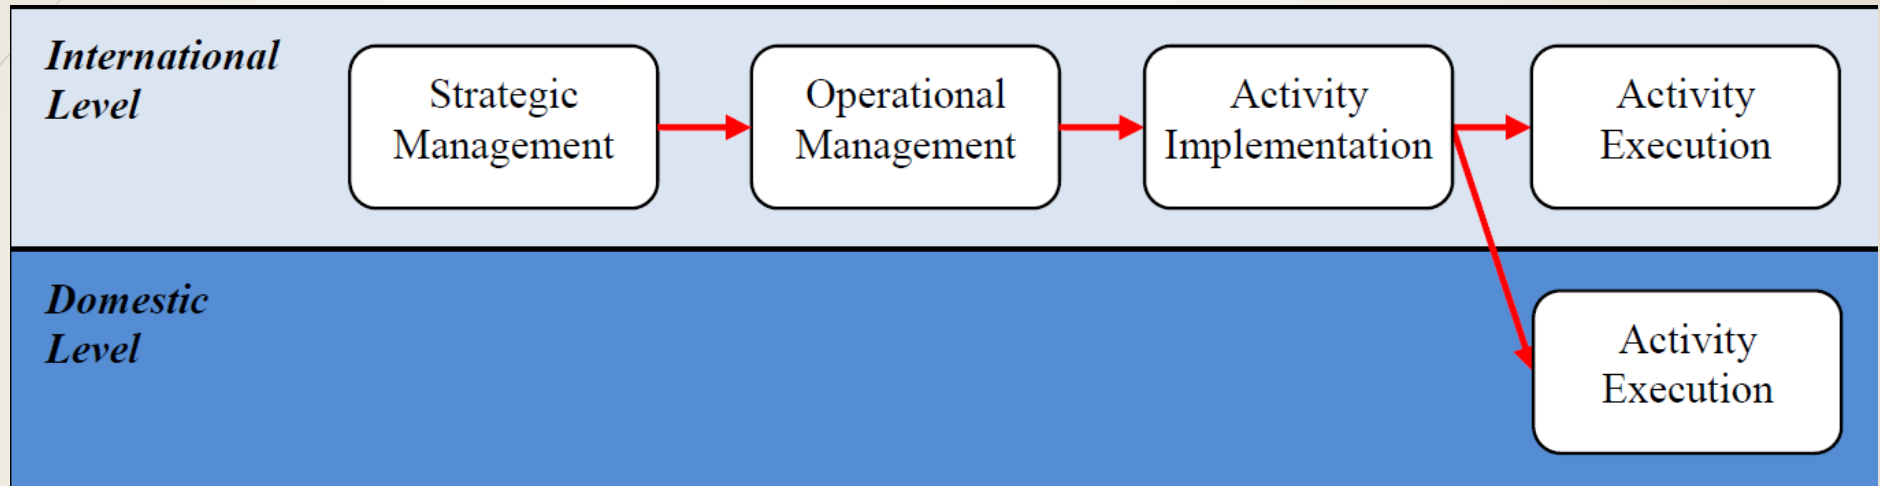 International
Level
Strategic
Management
Operational
Management
Activity
Implementation
Activity
Execution
Domestic
Level
Activity
Execution